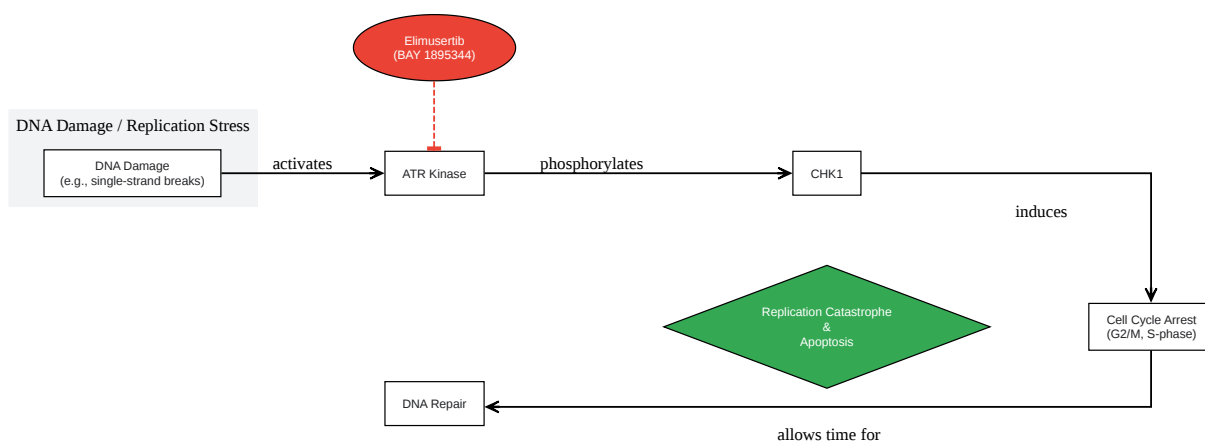 Elimusertib
(BAY 1895344)
DNA Damage / Replication Stress
DNA Damage
(e.g., single-strand breaks)
activates
ATR Kinase
phosphorylates
CHK1
induces
Replication Catastrophe
&
Apoptosis
Cell Cycle Arrest
(G2/M, S-phase)
DNA Repair
allows time for